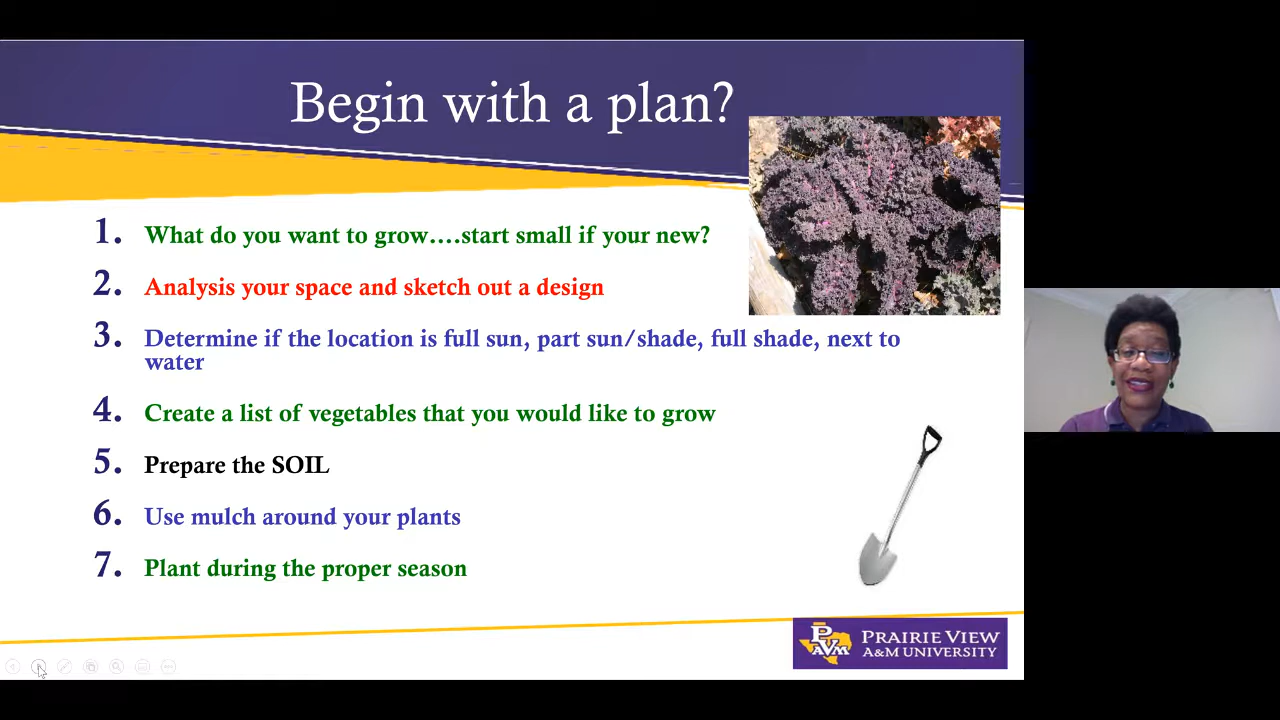 Begin with a plan?
1. What do you want to grow....start small if your new?
2. Analysis your space and sketch out a design
3. Determine if the location is full sun, part sun/shade, full shade, next to
water
4. Create a list of vegetables that you would like to grow
5. Prepare the SOIL
6. Use mulch around your plants
7. Plant during the proper season
PVAMU
PRAIRIE VIEW
A&M UNIVERSITY